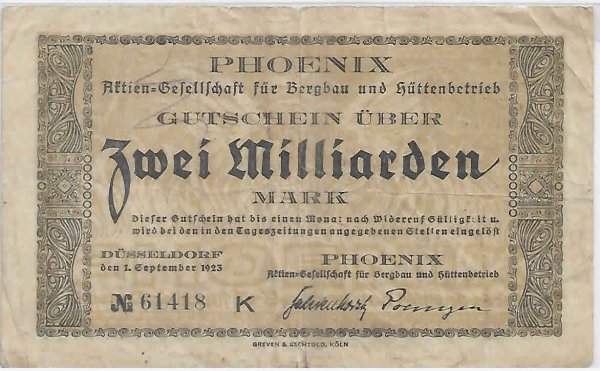 PHOENIX
Aktien-Gesellschaft für Bergbau und Hüttenbetrieb
GUTSCHEIN ÜBER
Zwei Milliarden
MARK
Dieser Gutschein hat bis einen Monat nach Widerruf Gültigkeit u.
wird bei den in den Tageszeitungen angegebenen Stellen eingelöst
DÜSSELDORF
den 1. September 1923
PHOENIX
Aktien-Gesellschaft für Bergbau und Hüttenbetrieb
№ 61418 K
GREVEN & BECHTOLD, KÖLN